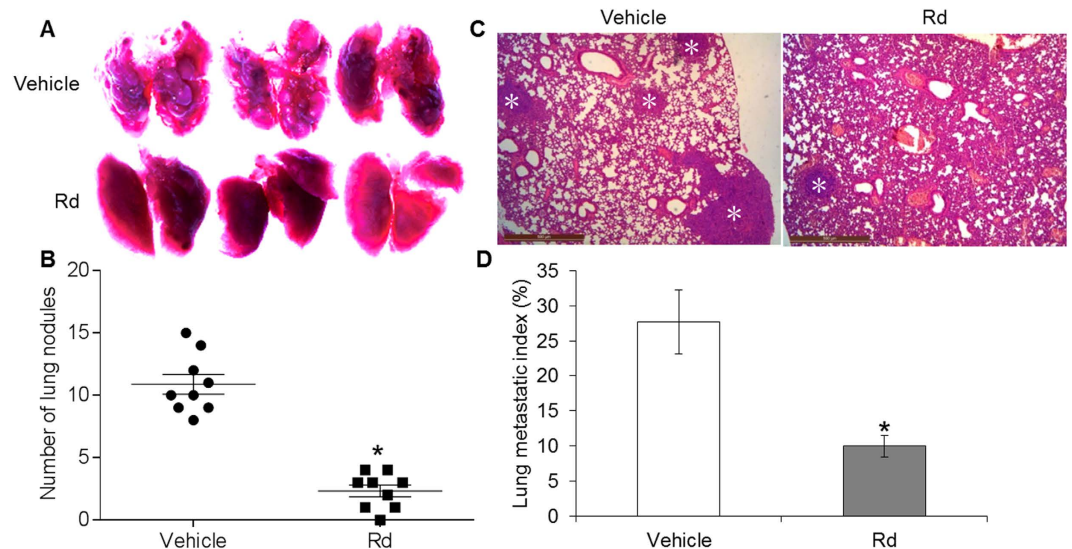 A
Vehicle
Rd
C
Vehicle
Rd
*
*
*
*
*
B
Number of lung nodules
20
15
10
5
0
*
Vehicle
Rd
D
Lung metastatic index (%)
35
30
25
20
15
10
5
0
*
Vehicle
Rd